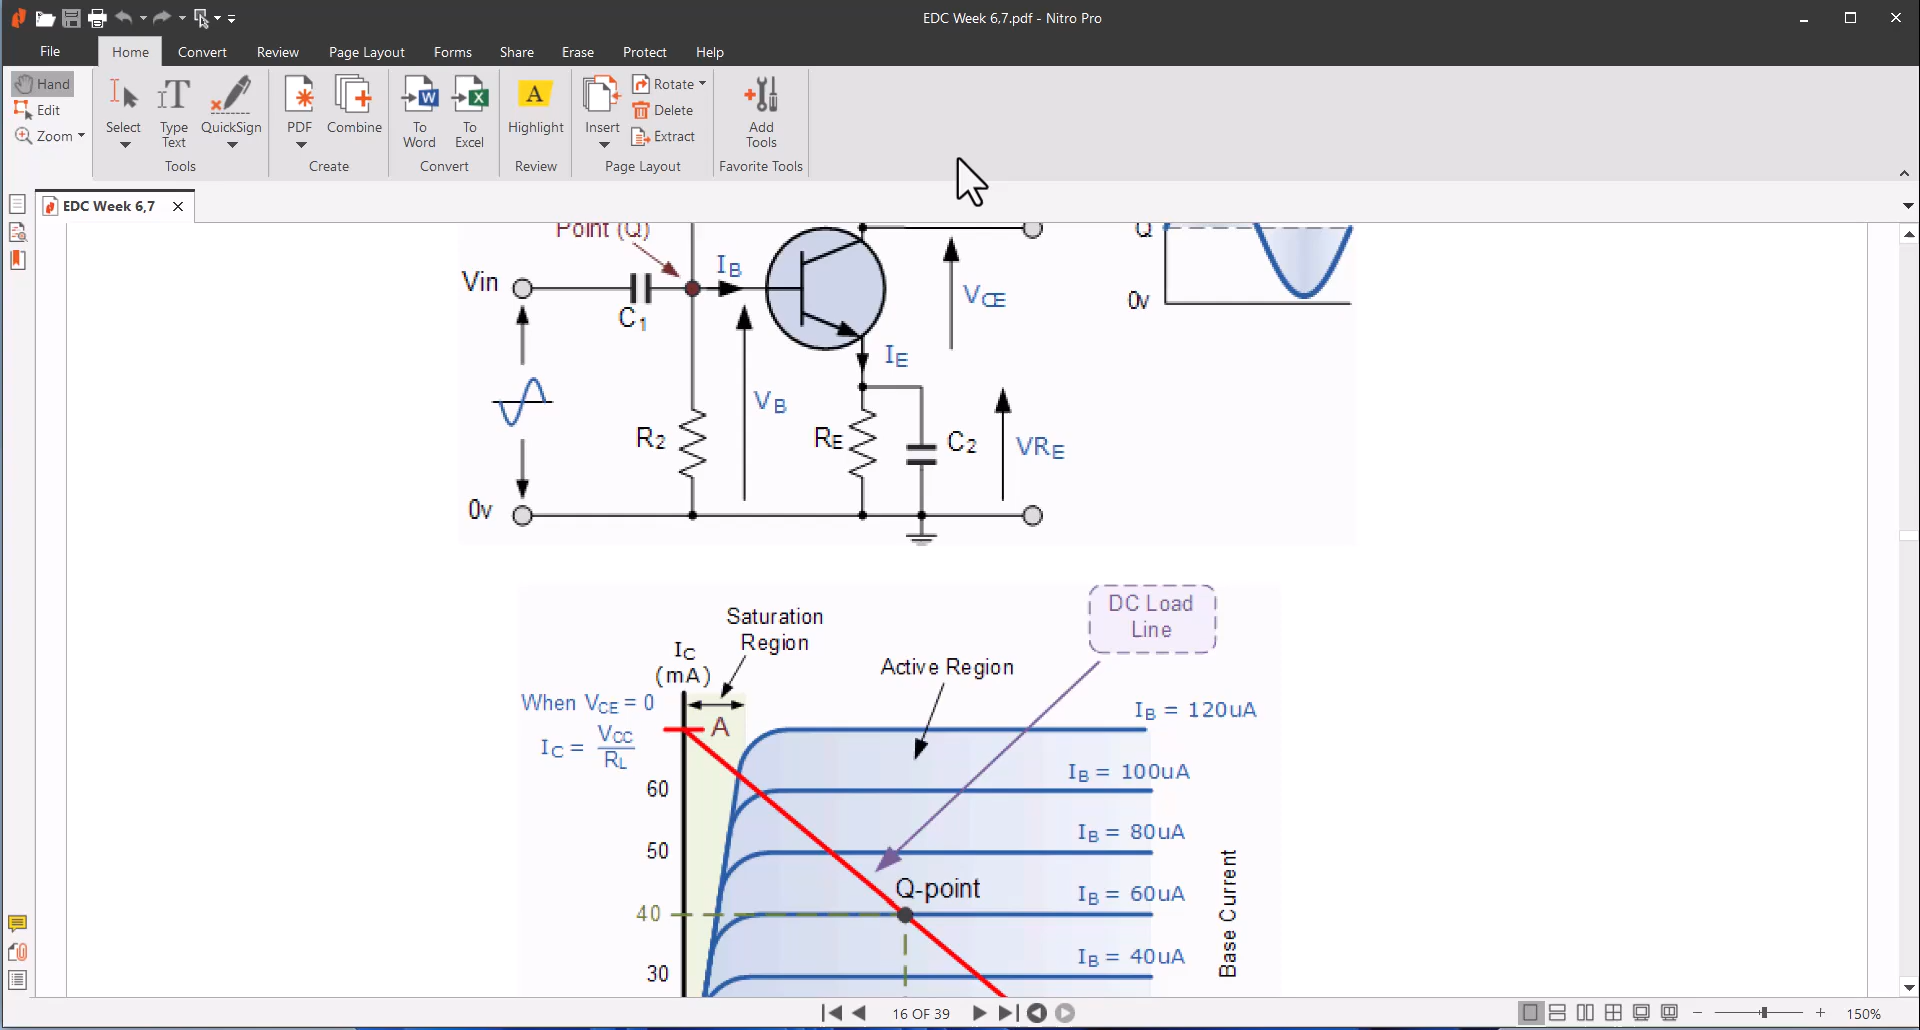 EDC Week 6,7.pdf - Nitro Pro
File Home Convert Review Page Layout Forms Share Erase Protect Help
Hand
Edit
Zoom
Select
Type
Text
QuickSign
Tools
PDF
Combine
Create
To
Word
To
Excel
Convert
Highlight
Review
Insert
Rotate
Delete
Extract
Page Layout
Add
Tools
Favorite Tools
EDC Week 6,7
Point (Q)
Q
Vin
C1
IB
VCE
0v
IE
VB
R2
RE
C2
VRE
0v
DC Load
Line
Saturation
Region
IC
(mA)
Active Region
When VCE = 0
IC = VCC
RL
A
IB = 120uA
IB = 100uA
60
IB = 80uA
50
Q-point
IB = 60uA
40
IB = 40uA
30
Base Current
16 OF 39
150%